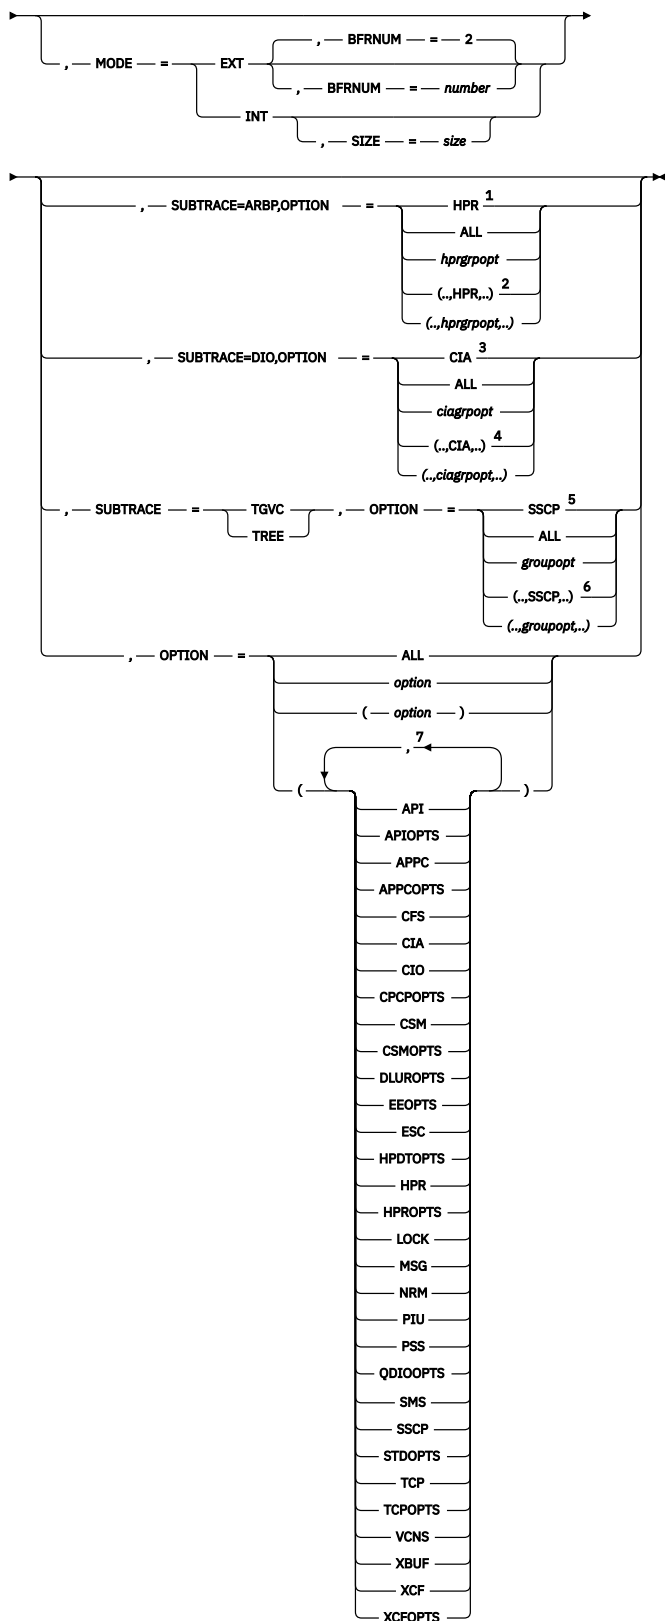 , BFRNUM = 2
, MODE = EXT
, BFRNUM = number
INT
, SIZE = size
, SUBTRACE=ARBP,OPTION = HPR 1
ALL
hprgrpopt
(..,HPR,..) 2
(..,hprgrpopt,..)
, SUBTRACE=DIO,OPTION = CIA 3
ALL
ciagrpopt
(..,CIA,..) 4
(..,ciagrpopt,..)
, SUBTRACE = TGVC , OPTION = SSCP 5
TREE ALL
groupopt
(..,SSCP,..) 6
(..,groupopt,..)
, OPTION = ALL
option
( option )
, 7
( )
API
APIOPTS
APPC
APPCOPTS
CFS
CIA
CIO
CPCPOPTS
CSM
CSMOPTS
DLUROPTS
EEOPTS
ESC
HPDTOPTS
HPR
HPROPTS
LOCK
MSG
NRM
PIU
PSS
QDIOOPTS
SMS
SSCP
STDOPTS
TCP
TCPOPTS
VCNS
XBUF
XCF
XCFOPTS